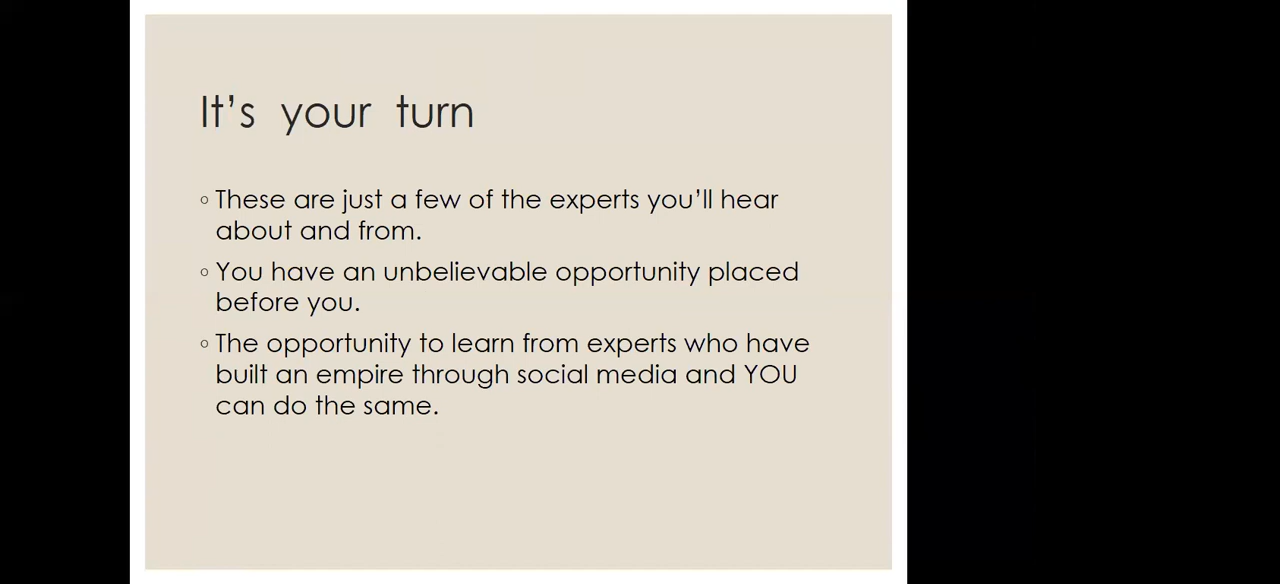 It's your turn
◦ These are just a few of the experts you'll hear
about and from.
◦ You have an unbelievable opportunity placed
before you.
◦ The opportunity to learn from experts who have
built an empire through social media and YOU
can do the same.